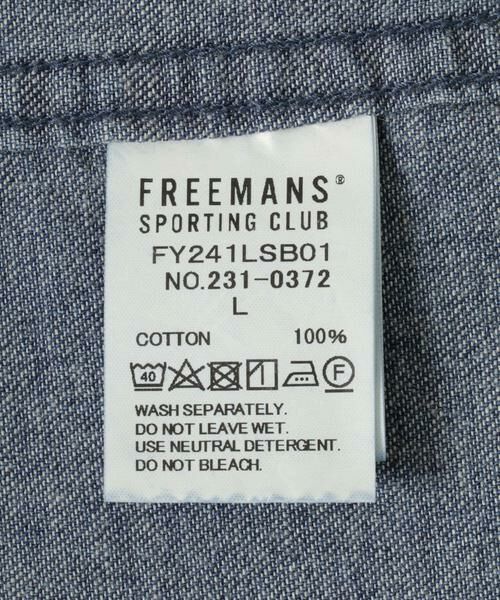 FREEMANS®
SPORTING CLUB
FY241LSB01
NO.231-0372
L
COTTON 100%
40 F
WASH SEPARATELY.
DO NOT LEAVE WET.
USE NEUTRAL DETERGENT.
DO NOT BLEACH.